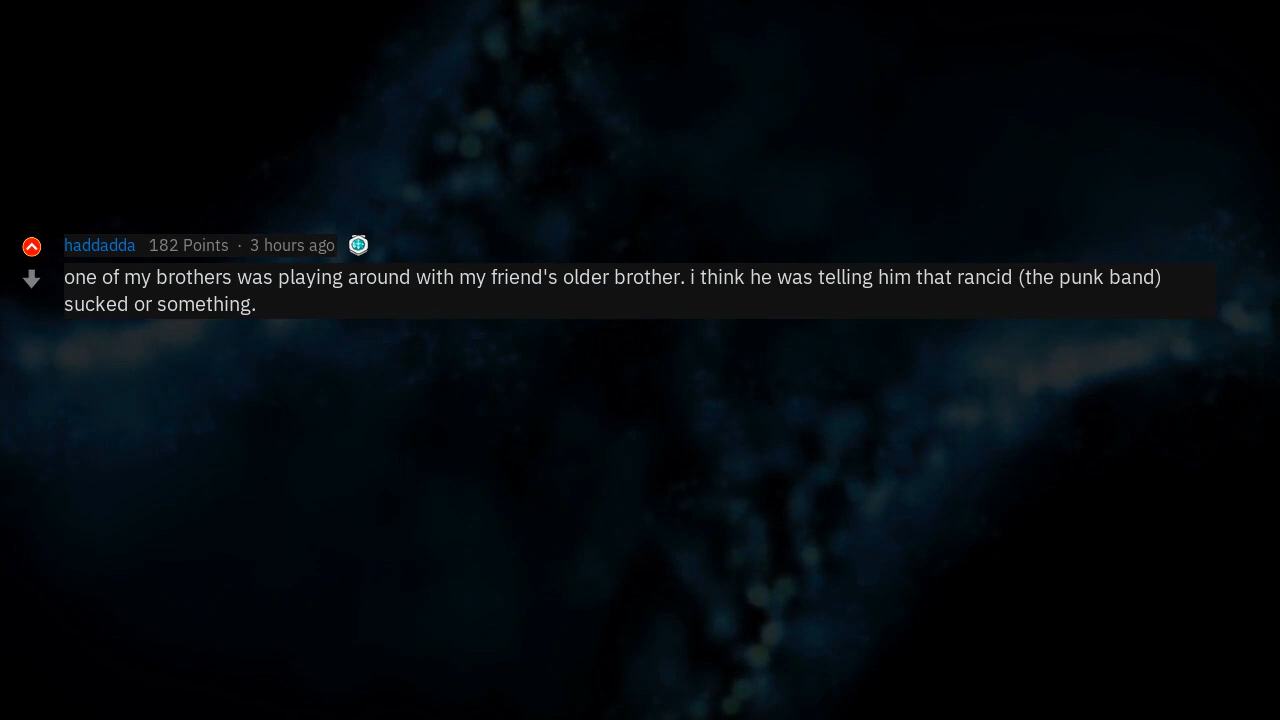 haddadda 182 Points · 3 hours ago
one of my brothers was playing around with my friend's older brother. i think he was telling him that rancid (the punk band)
sucked or something.